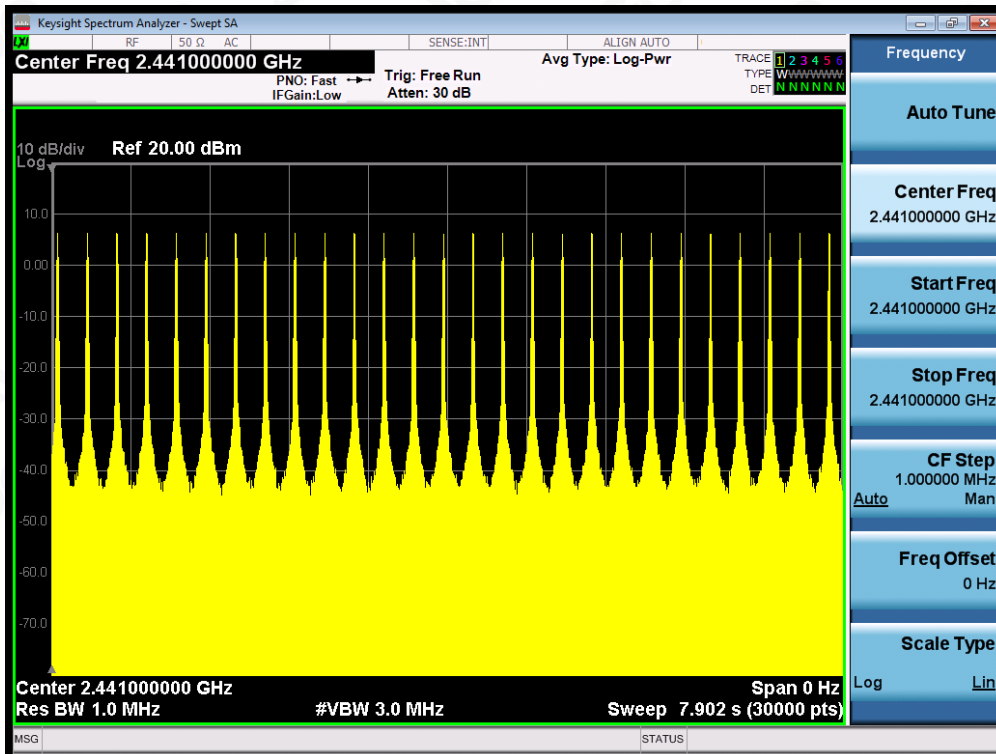 Keysight Spectrum Analyzer - Swept SA
LXI RF 50 Ω AC SENSE:INT ALIGN AUTO
Center Freq 2.441000000 GHz
PNO: Fast
IFGain:Low
Trig: Free Run
Atten: 30 dB
Avg Type: Log-Pwr
TRACE 1 2 3 4 5 6
TYPE WWWWWWW
DET N N N N N N
10 dB/div
Log
Ref 20.00 dBm
10.0
0.00
-10.0
-20.0
-30.0
-40.0
-50.0
-60.0
-70.0
Center 2.441000000 GHz
Span 0 Hz
Res BW 1.0 MHz
#VBW 3.0 MHz
Sweep 7.902 s (30000 pts)
MSG
STATUS
Frequency
Auto Tune
Center Freq
2.441000000 GHz
Start Freq
2.441000000 GHz
Stop Freq
2.441000000 GHz
CF Step
1.000000 MHz
Auto Man
Freq Offset
0 Hz
Scale Type
Log Lin